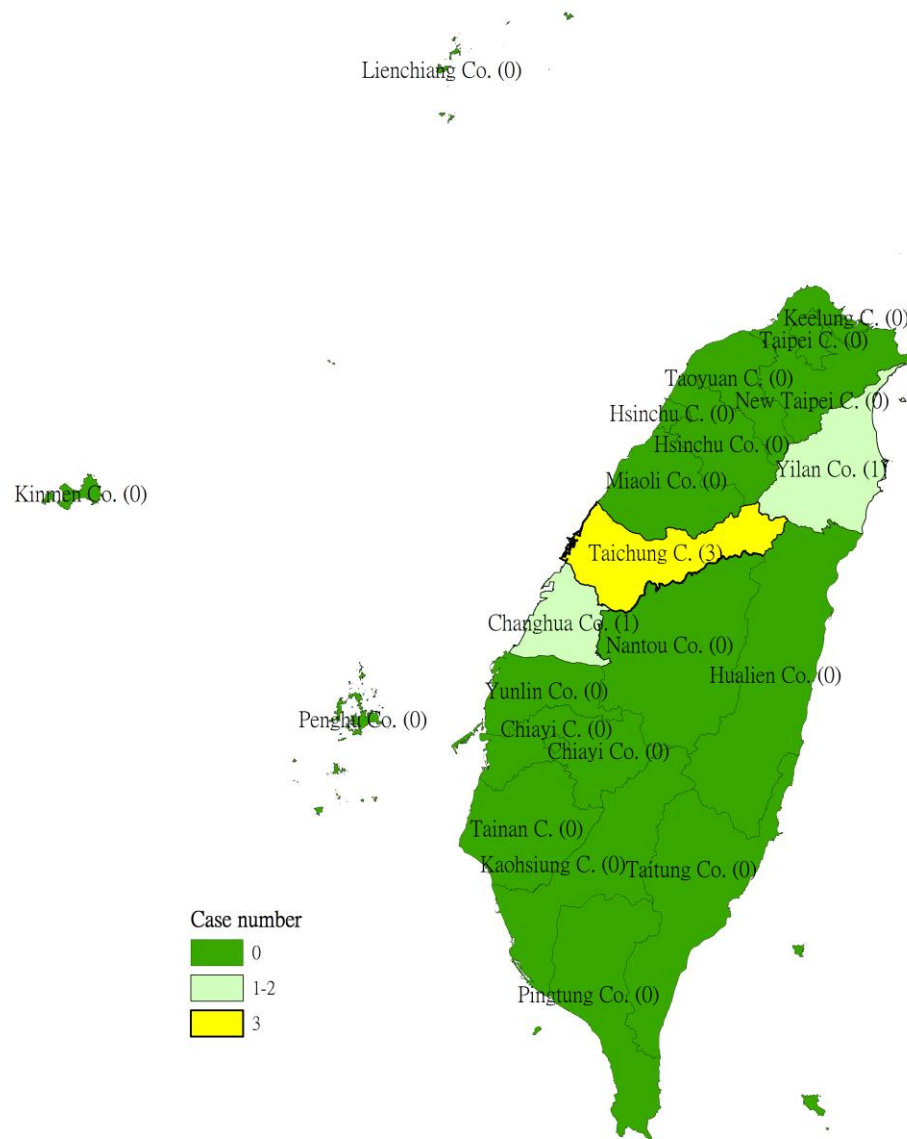 Lienchiang Co. (0)
Keelung C. (0)
Taipei C. (0)
Taoyuan C. (0)
New Taipei C. (0)
Hsinchu C. (0)
Hsinchu Co. (0)
Yilan Co. (1)
Miaoli Co. (0)
Kinmen Co. (0)
Taichung C. (3)
Changhua Co. (1)
Nantou Co. (0)
Hualien Co. (0)
Yunlin Co. (0)
Penghu Co. (0)
Chiayi C. (0)
Chiayi Co. (0)
Tainan C. (0)
Kaohsiung C. (0)
Taitung Co. (0)
Pingtung Co. (0)
Case number
0
1-2
3